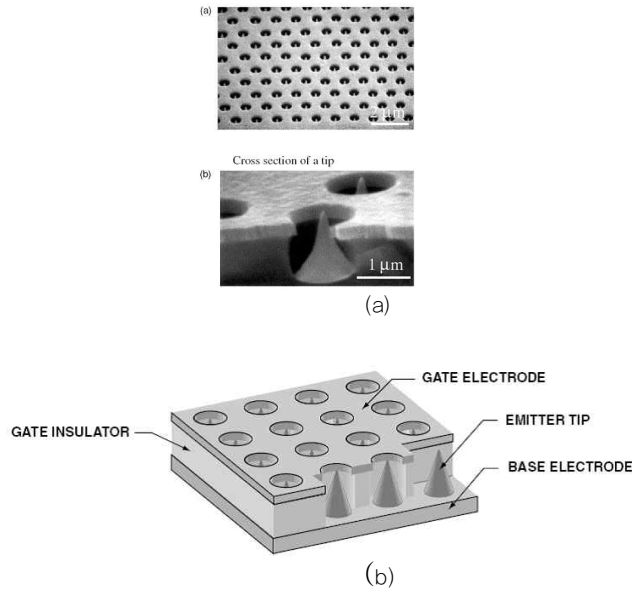 (a)
2 μm
Cross section of a tip
(b)
1 μm
(a)
GATE ELECTRODE
EMITTER TIP
GATE INSULATOR
BASE ELECTRODE
(b)